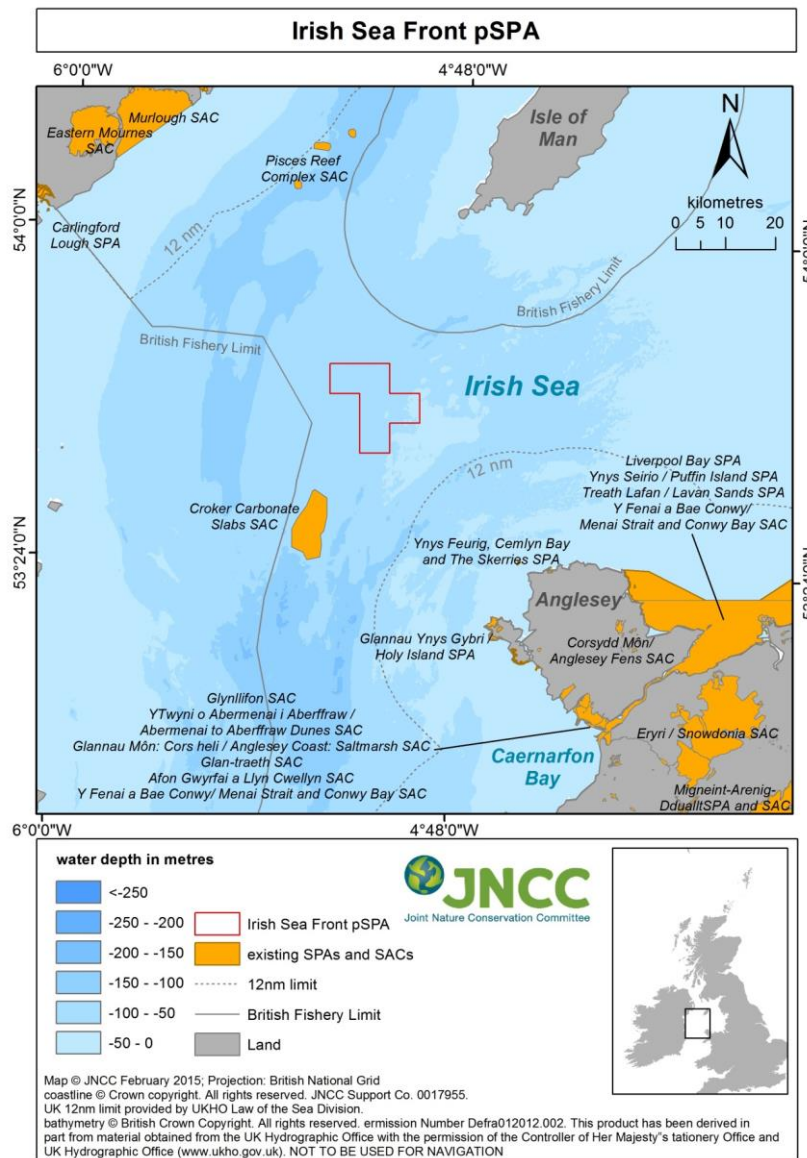 Irish Sea Front pSPA
6°0'0"W
4°48'0"W
Murlough SAC
Eastern Mournes
SAC
Isle of
Man
N
Pisces Reef
Complex SAC
kilometres
0 5 10 20
54°0'0"N
54°0'0"N
Carlingford
Lough SPA
12 nm
British Fishery Limit
British Fishery Limit
Irish Sea
12 nm
Liverpool Bay SPA
Ynys Seirio / Puffin Island SPA
Treath Lafan / Lavan Sands SPA
Y Fenai a Bae Conwy/
Menai Strait and Conwy Bay SAC
Croker Carbonate
Slabs SAC
53°24'0"N
53°24'0"N
Ynys Feurig, Cemlyn Bay
and The Skerries SPA
Anglesey
Glannau Ynys Gybri /
Holy Island SPA
Corsydd Môn/
Anglesey Fens SAC
Glynllifon SAC
YTwyni o Abermenai i Aberffraw /
Abermenai to Aberffraw Dunes SAC
Glannau Môn: Cors heli / Anglesey Coast: Saltmarsh SAC
Glan-traeth SAC
Afon Gwyrfai a Llyn Cwellyn SAC
Y Fenai a Bae Conwy/ Menai Strait and Conwy Bay SAC
Eryri / Snowdonia SAC
Caernarfon
Bay
Migneint-Arenig-
DdualltSPA and SAC
6°0'0"W
4°48'0"W
water depth in metres
<-250
-250 - -200
-200 - -150
-150 - -100
-100 - -50
-50 - 0
Irish Sea Front pSPA
existing SPAs and SACs
12nm limit
British Fishery Limit
Land
JNCC
Joint Nature Conservation Committee
Map © JNCC February 2015; Projection: British National Grid
coastline © Crown copyright. All rights reserved. JNCC Support Co. 0017955.
UK 12nm limit provided by UKHO Law of the Sea Division.
bathymetry © British Crown Copyright. All rights reserved. ermission Number Defra012012.002. This product has been derived in
part from material obtained from the UK Hydrographic Office with the permission of the Controller of Her Majesty"s tationery Office and
UK Hydrographic Office (www.ukho.gov.uk). NOT TO BE USED FOR NAVIGATION